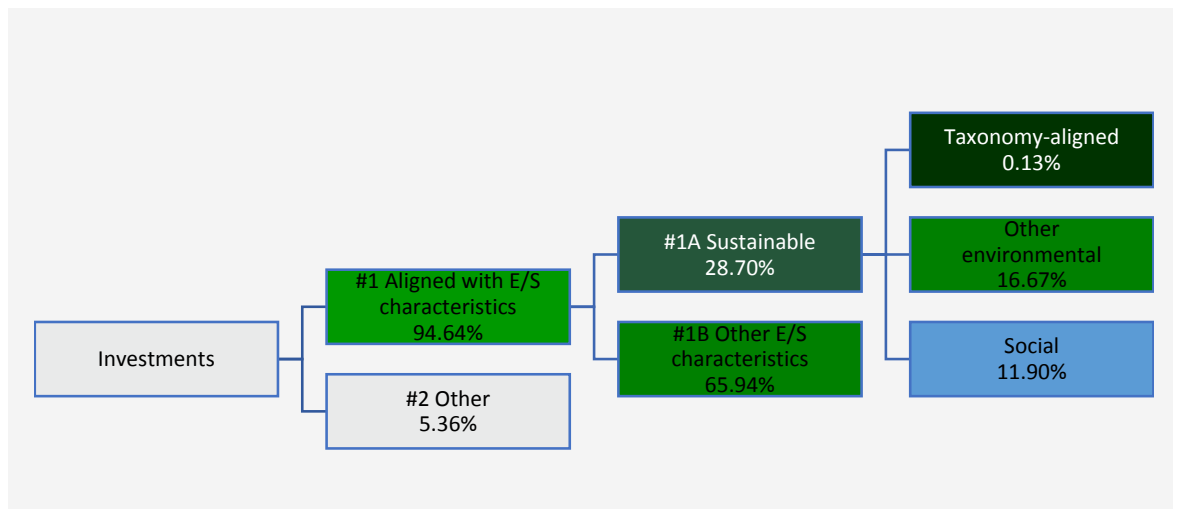 Investments
#1 Aligned with E/S
characteristics
94.64%
#2 Other
5.36%
#1A Sustainable
28.70%
#1B Other E/S
characteristics
65.94%
Taxonomy-aligned
0.13%
Other
environmental
16.67%
Social
11.90%